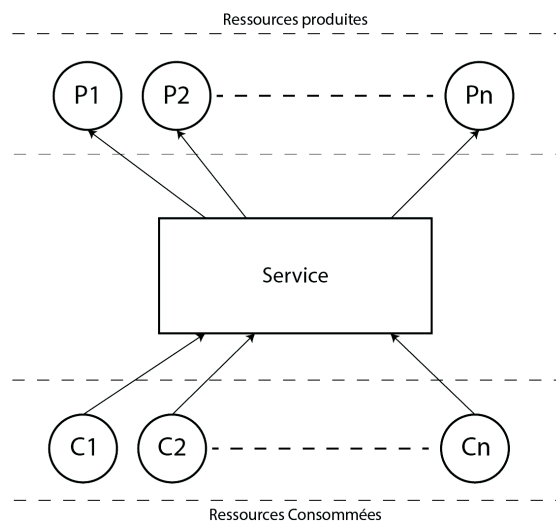 Ressources produites
P1 P2 Pn
Service
C1 C2 Cn
Ressources Consommées